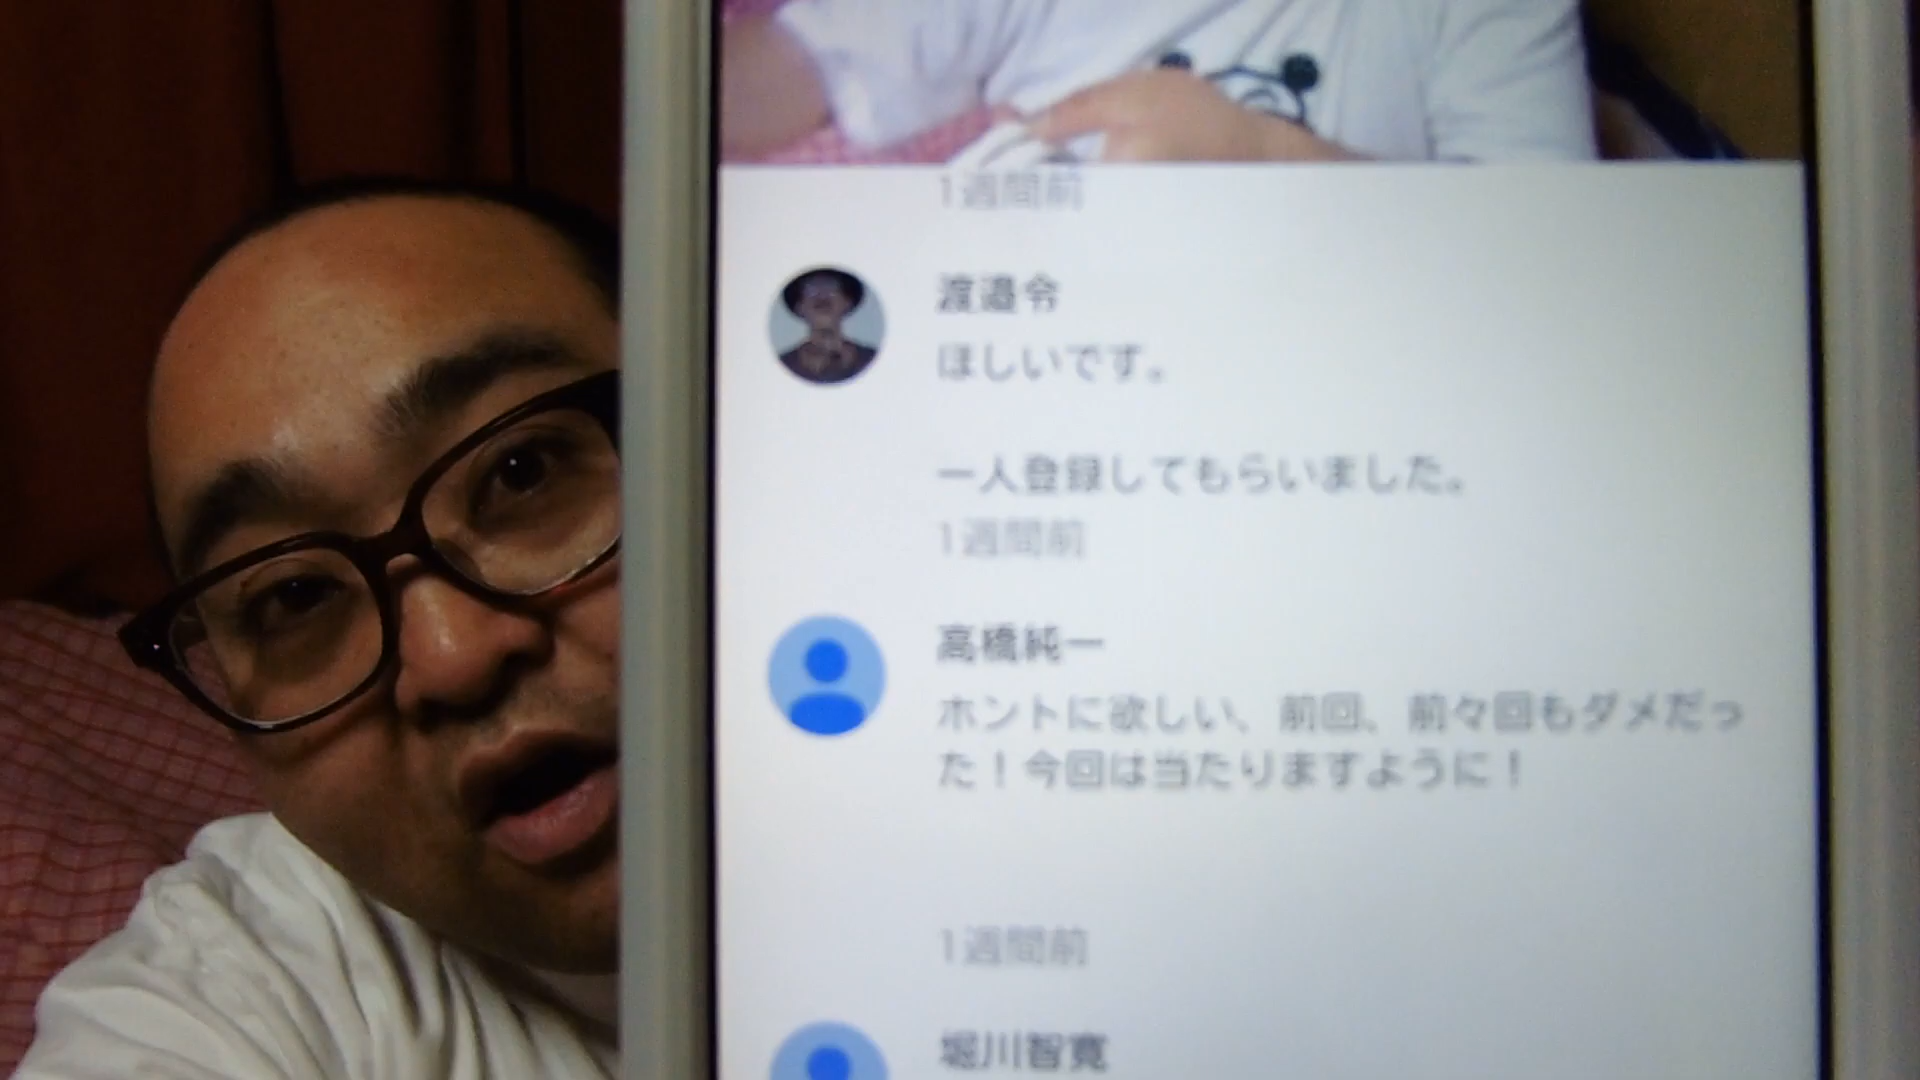 1週間前
渡邉令
ほしいです。
一人登録してもらいました。
1週間前
高橋純一
ホントに欲しい、前回、前々回もダメだっ
た！今回は当たりますように！
1週間前
堀川智寛